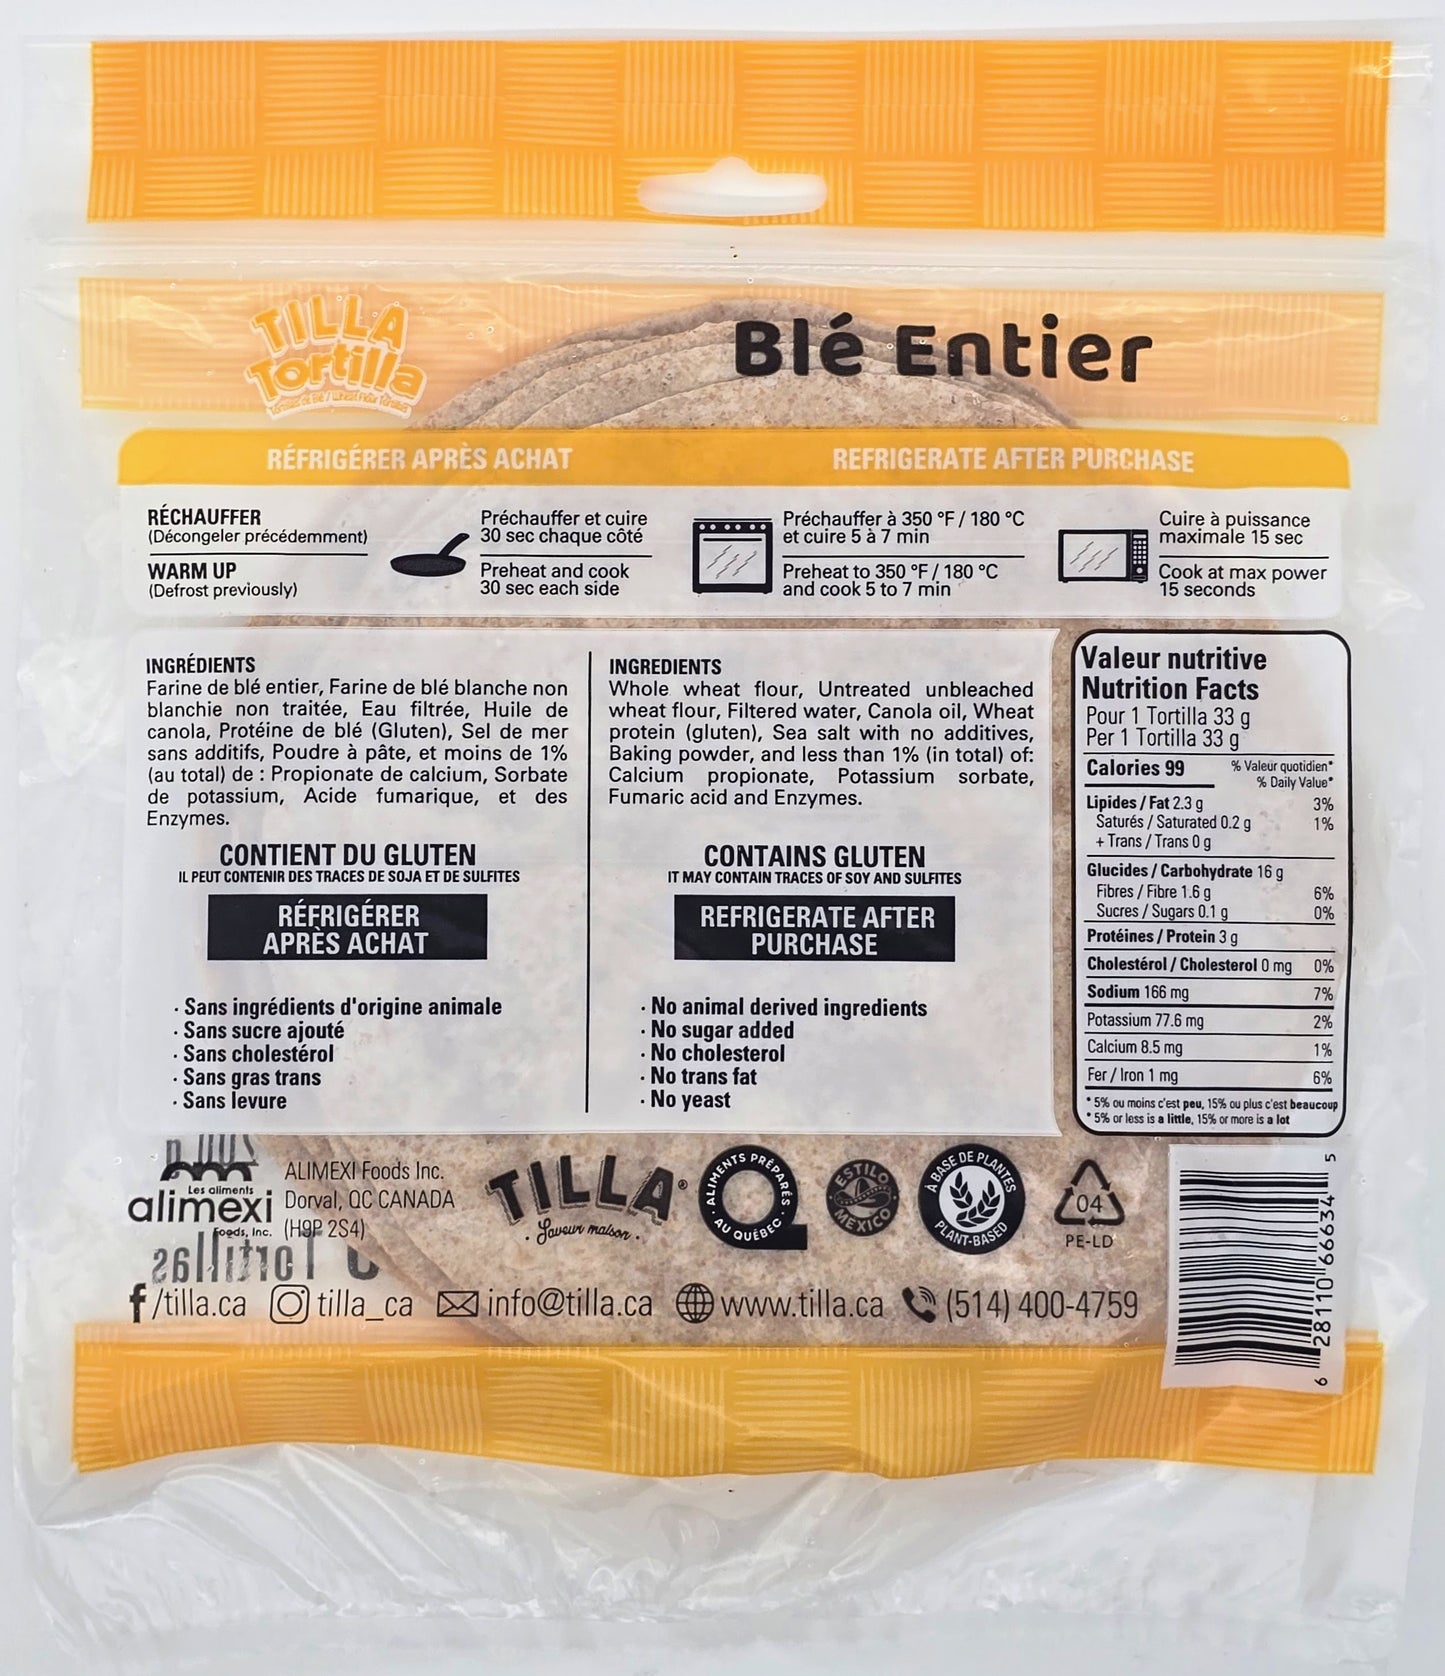 TILLA
Tortilla
Blé Entier
RÉFRIGÉRER APRÈS ACHAT
REFRIGERATE AFTER PURCHASE
RÉCHAUFFER
(Décongeler précédemment)
WARM UP
(Defrost previously)
Préchauffer et cuire
30 sec chaque côté
Preheat and cook
30 sec each side
Préchauffer à 350 °F / 180 °C
et cuire 5 à 7 min
Preheat to 350 °F / 180 °C
and cook 5 to 7 min
Cuire à puissance
maximale 15 sec
Cook at max power
15 seconds
INGRÉDIENTS
Farine de blé entier, Farine de blé blanche non
blanchie non traitée, Eau filtrée, Huile de
canola, Protéine de blé (Gluten), Sel de mer
sans additifs, Poudre à pâte, et moins de 1%
(au total) de : Propionate de calcium, Sorbate
de potassium, Acide fumarique, et des
Enzymes.
CONTIENT DU GLUTEN
IL PEUT CONTENIR DES TRACES DE SOJA ET DE SULFITES
RÉFRIGÉRER
APRÈS ACHAT
· Sans ingrédients d'origine animale
· Sans sucre ajouté
· Sans cholestérol
· Sans gras trans
· Sans levure
INGREDIENTS
Whole wheat flour, Untreated unbleached
wheat flour, Filtered water, Canola oil, Wheat
protein (gluten), Sea salt with no additives,
Baking powder, and less than 1% (in total) of:
Calcium propionate, Potassium sorbate,
Fumaric acid and Enzymes.
CONTAINS GLUTEN
IT MAY CONTAIN TRACES OF SOY AND SULFITES
REFRIGERATE AFTER
PURCHASE
· No animal derived ingredients
· No sugar added
· No cholesterol
· No trans fat
· No yeast
Valeur nutritive
Nutrition Facts
Pour 1 Tortilla 33 g
Per 1 Tortilla 33 g
Calories 99
% Valeur quotidien*
% Daily Value*
Lipides / Fat 2.3 g 3%
Saturés / Saturated 0.2 g 1%
+ Trans / Trans 0 g
Glucides / Carbohydrate 16 g
Fibres / Fibre 1.6 g 6%
Sucres / Sugars 0.1 g 0%
Protéines / Protein 3 g
Cholestérol / Cholesterol 0 mg 0%
Sodium 166 mg 7%
Potassium 77.6 mg 2%
Calcium 8.5 mg 1%
Fer / Iron 1 mg 6%
* 5% ou moins c'est peu, 15% ou plus c'est beaucoup
* 5% or less is a little, 15% or more is a lot
Les aliments
alimexi
Foods, Inc.
ALIMEXI Foods Inc.
Dorval, QC CANADA
(H9P 2S4)
TILLA®
· Saveur maison ·
ALIMENTS PRÉPARÉS
AU QUÉBEC
ESTILO
MEXICO
À BASE DE PLANTES
PLANT-BASED
04
PE-LD
/tilla.ca
tilla_ca
info@tilla.ca
www.tilla.ca
(514) 400-4759
6 28110 66634 5